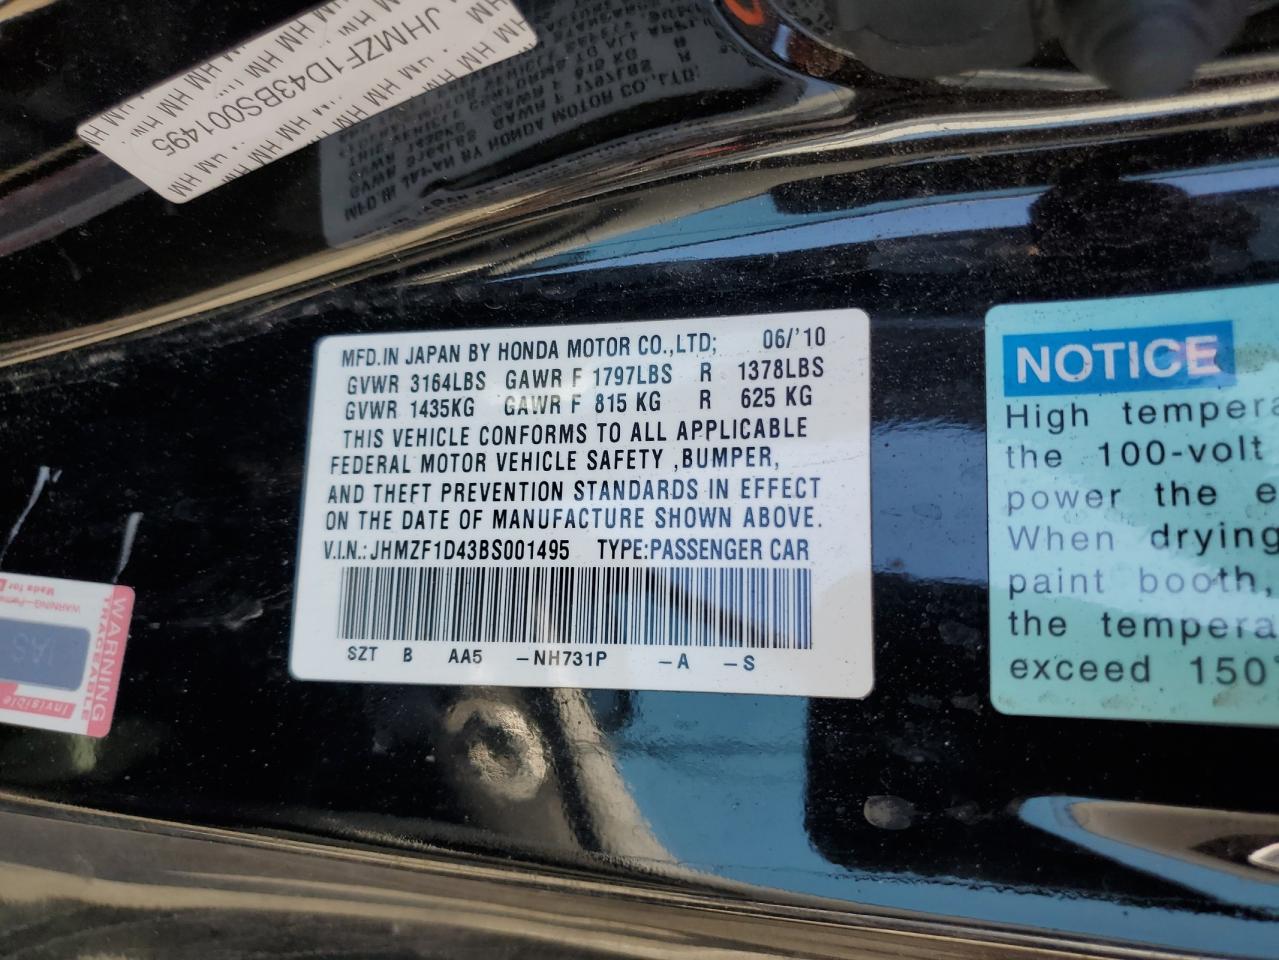 JHMZF1D43BS001495
MFD.IN JAPAN BY HONDA MOTOR CO.,LTD; 06/'10
GVWR 3164LBS GAWR F 1797LBS R 1378LBS
GVWR 1435KG GAWR F 815 KG R 625 KG
THIS VEHICLE CONFORMS TO ALL APPLICABLE
FEDERAL MOTOR VEHICLE SAFETY ,BUMPER,
AND THEFT PREVENTION STANDARDS IN EFFECT
ON THE DATE OF MANUFACTURE SHOWN ABOVE.
V.I.N.:JHMZF1D43BS001495 TYPE:PASSENGER CAR
SZT B AA5 -NH731P -A -S
NOTICE
High tempera
the 100-volt
power the e
When drying
paint booth,
the tempera
exceed 150
WARNING
TRACEABLE
Invisible
IAS